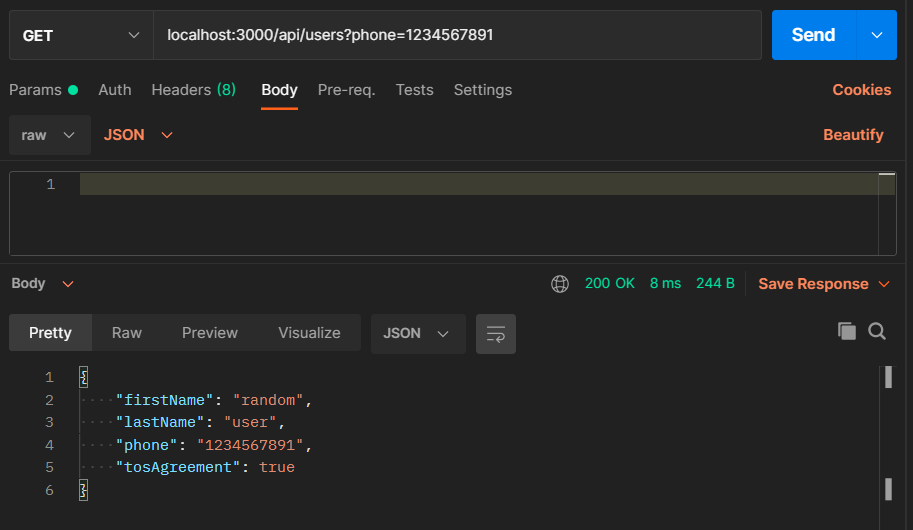 GET localhost:3000/api/users?phone=1234567891 Send
Params Auth Headers (8) Body Pre-req. Tests Settings Cookies
raw JSON Beautify
1
Body 200 OK 8 ms 244 B Save Response
Pretty Raw Preview Visualize JSON
1 {
2 ····"firstName": "random",
3 ····"lastName": "user",
4 ····"phone": "1234567891",
5 ····"tosAgreement": true
6 }